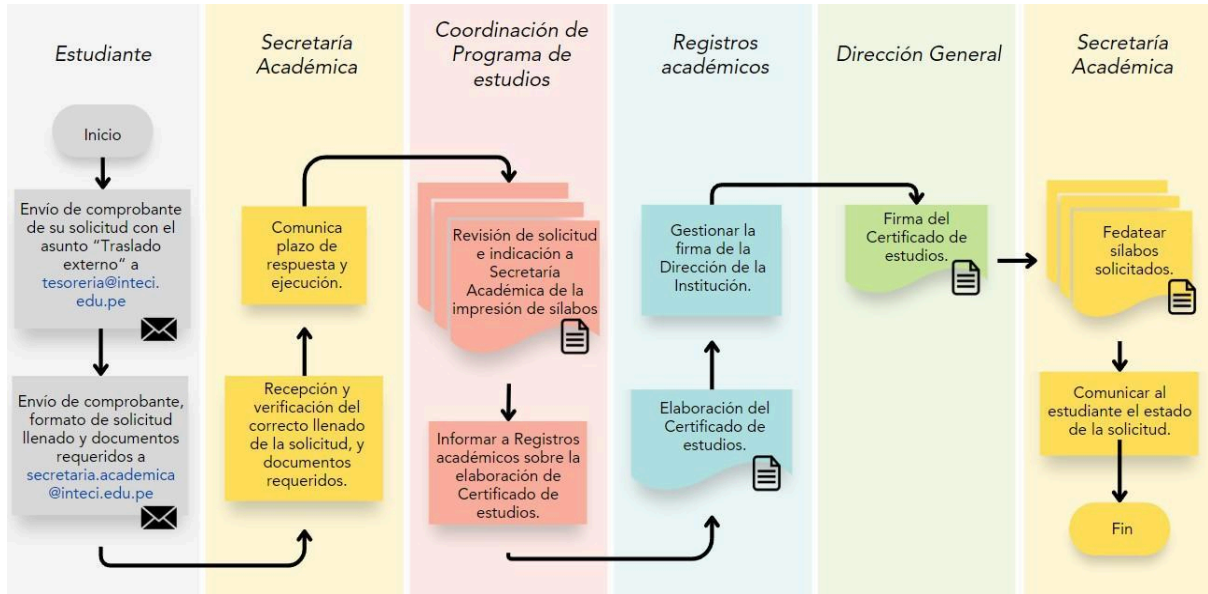 Estudiante
Inicio
Envío de comprobante
de su solicitud con el
asunto “Traslado
externo” a
tesoreria@inteci.
edu.pe
Envío de comprobante,
formato de solicitud
llenado y documentos
requeridos a
secretaria.academica
@inteci.edu.pe
Secretaría
Académica
Comunica
plazo de
respuesta y
ejecución.
Recepción y
verificación del
correcto llenado
de la solicitud, y
documentos
requeridos.
Coordinación de
Programa de
estudios
Revisión de solicitud
e indicación a
Secretaría
Académica de la
impresión de sílabos
Informar a Registros
académicos sobre la
elaboración de
Certificado de
estudios.
Registros
académicos
Gestionar la
firma de la
Dirección de la
Institución.
Elaboración del
Certificado de
estudios.
Dirección General
Firma del
Certificado de
estudios.
Secretaría
Académica
Fedatear
sílabos
solicitados.
Comunicar al
estudiante el estado
de la solicitud.
Fin